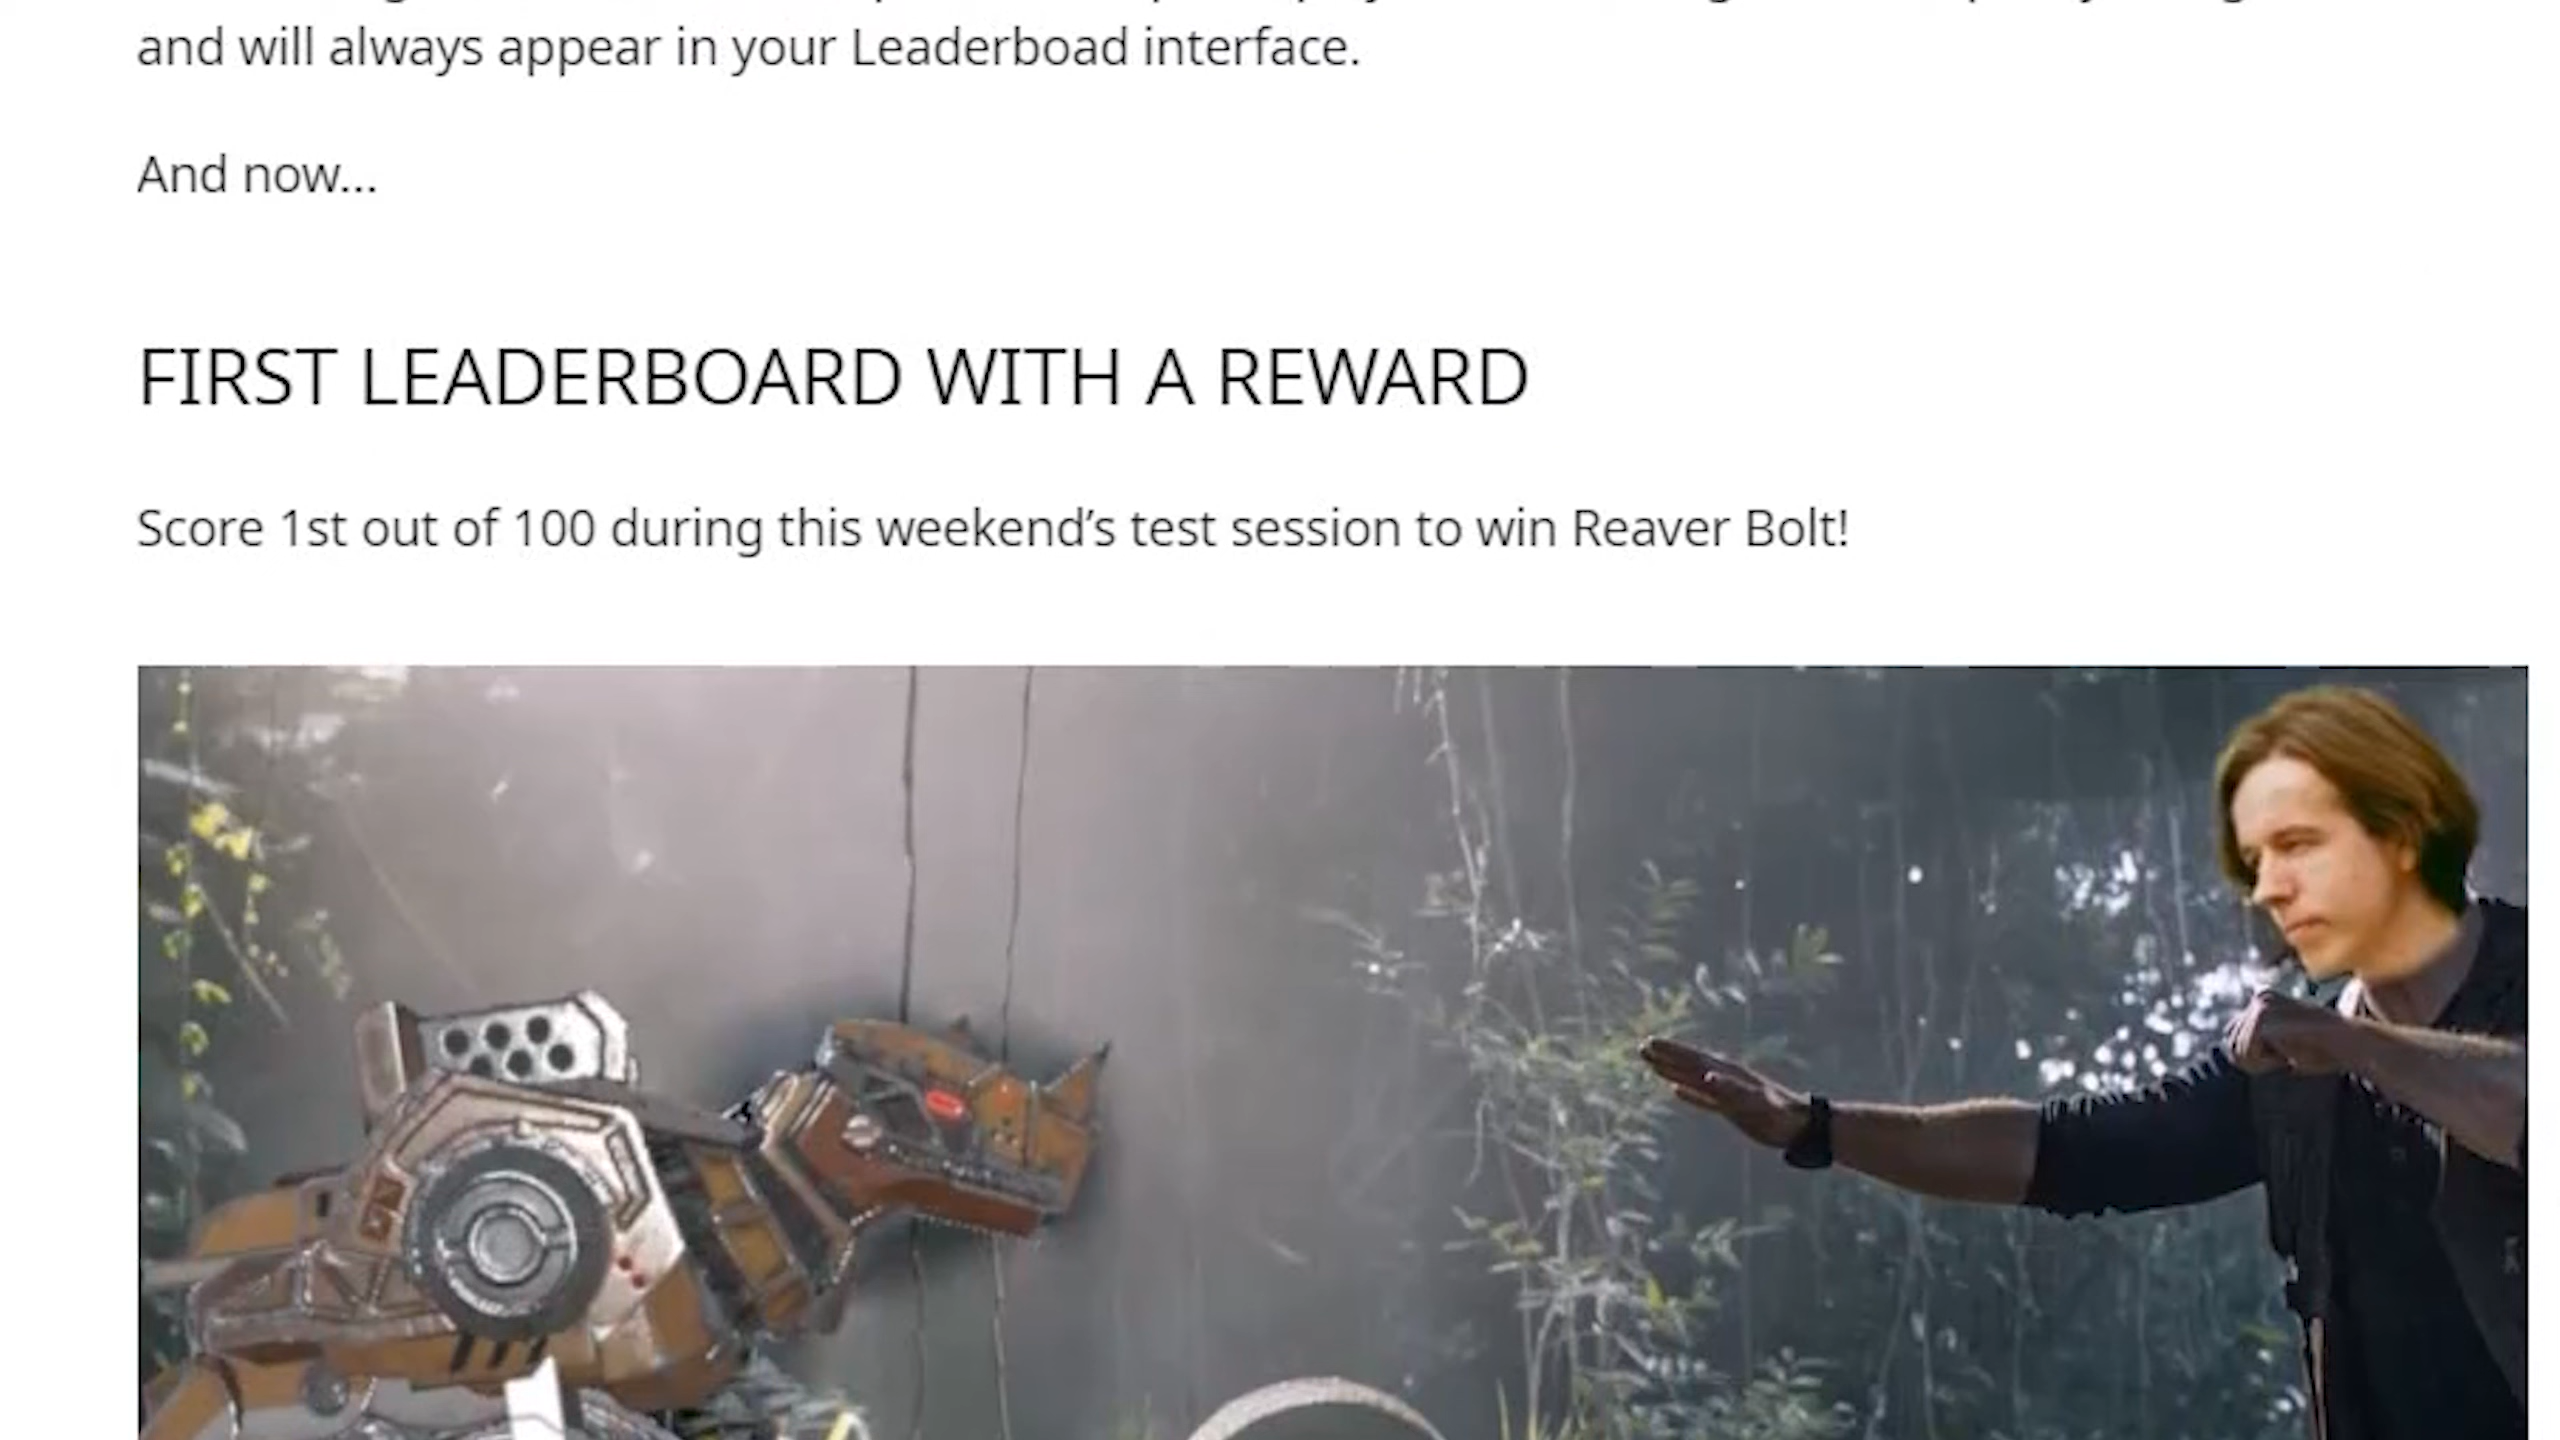 and will always appear in your Leaderboad interface.
And now...
FIRST LEADERBOARD WITH A REWARD
Score 1st out of 100 during this weekend’s test session to win Reaver Bolt!